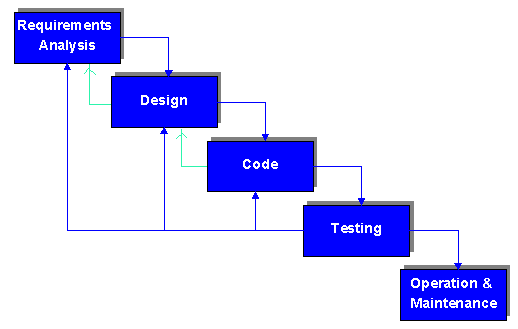 Requirements
Analysis
Design
Code
Testing
Operation &
Maintenance